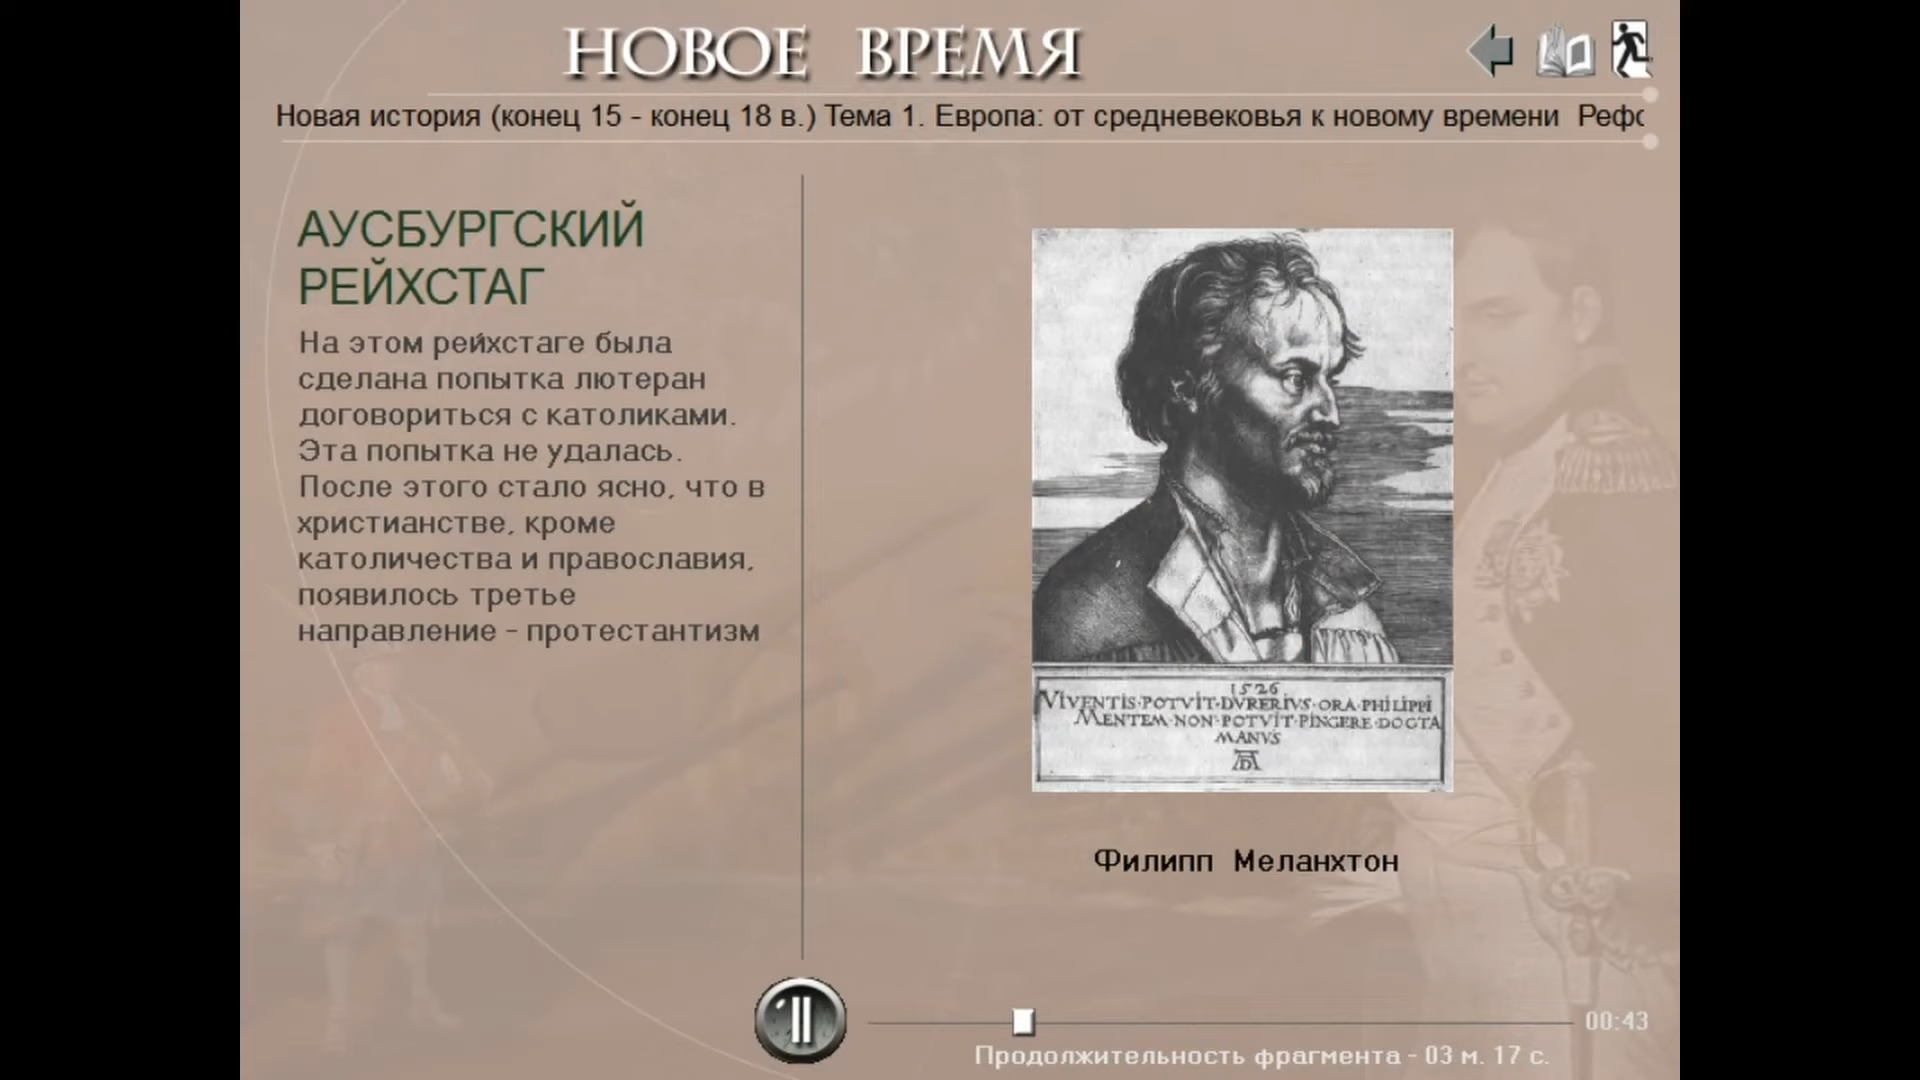 НОВОЕ ВРЕМЯ
Новая история (конец 15 - конец 18 в.) Тема 1. Европа: от средневековья к новому времени Рефо
АУСБУРГСКИЙ
РЕЙХСТАГ
На этом рейхстаге была
сделана попытка лютеран
договориться с католиками.
Эта попытка не удалась.
После этого стало ясно, что в
христианстве, кроме
католичества и православия,
появилось третье
направление - протестантизм
1526
VIVENTIS·POTVIT·DVRERIVS·ORA·PHILIPPI
MENTEM·NON·POTVIT·PINGERE·DOCTA
MANVS
AD
Филипп Меланхтон
00:43
Продолжительность фрагмента - 03 м. 17 с.